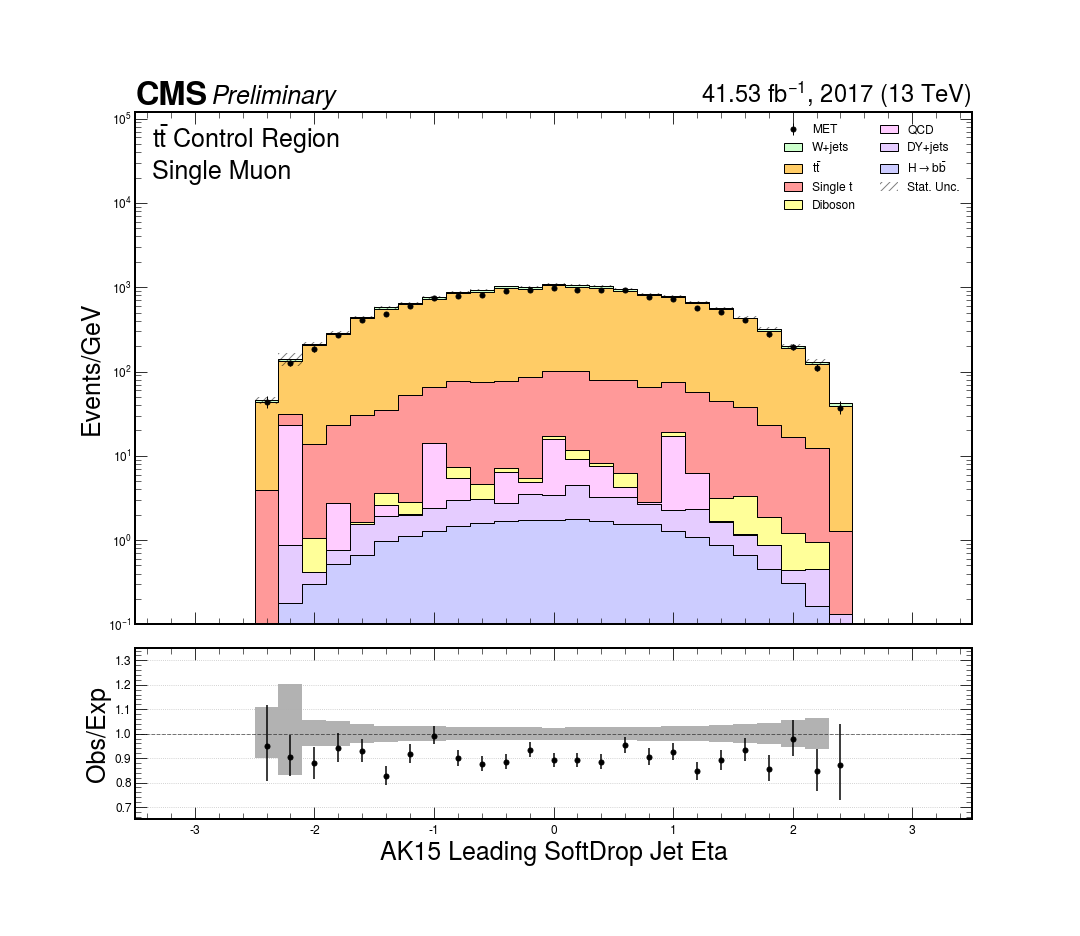 CMS Preliminary
41.53 fb⁻¹, 2017 (13 TeV)
tt̄ Control Region
Single Muon
MET
W+jets
tt̄
Single t
Diboson
QCD
DY+jets
H→bb̄
Stat. Unc.
Events/GeV
10⁵
10⁴
10³
10²
10¹
10⁰
10⁻¹
Obs/Exp
1.3
1.2
1.1
1.0
0.9
0.8
0.7
-3 -2 -1 0 1 2 3
AK15 Leading SoftDrop Jet Eta